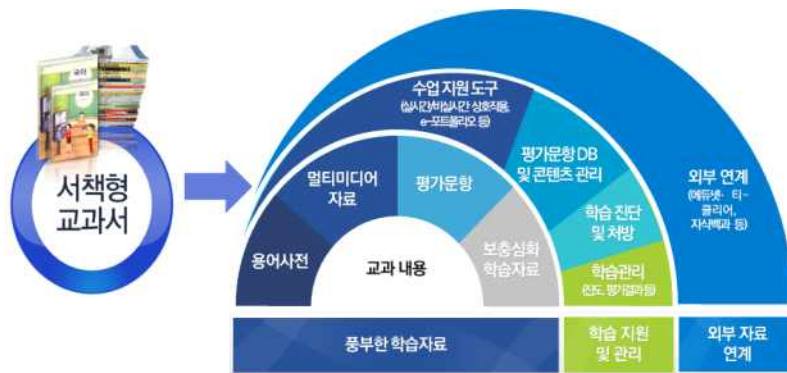 국어
서책형
교과서
수업 지원 도구
(실시간/비실시간 상호작용,
e-포트폴리오 등)
멀티미디어
자료
평가문항
평가문항 DB
및 콘텐츠 관리
외부 연계
(에듀넷· 티-
클리어,
지식백과 등)
학습 진단
및 처방
용어사전
교과 내용
보충심화
학습자료
학습관리
(진도, 평가결과 등)
풍부한 학습자료
학습 지원
및 관리
외부 자료
연계